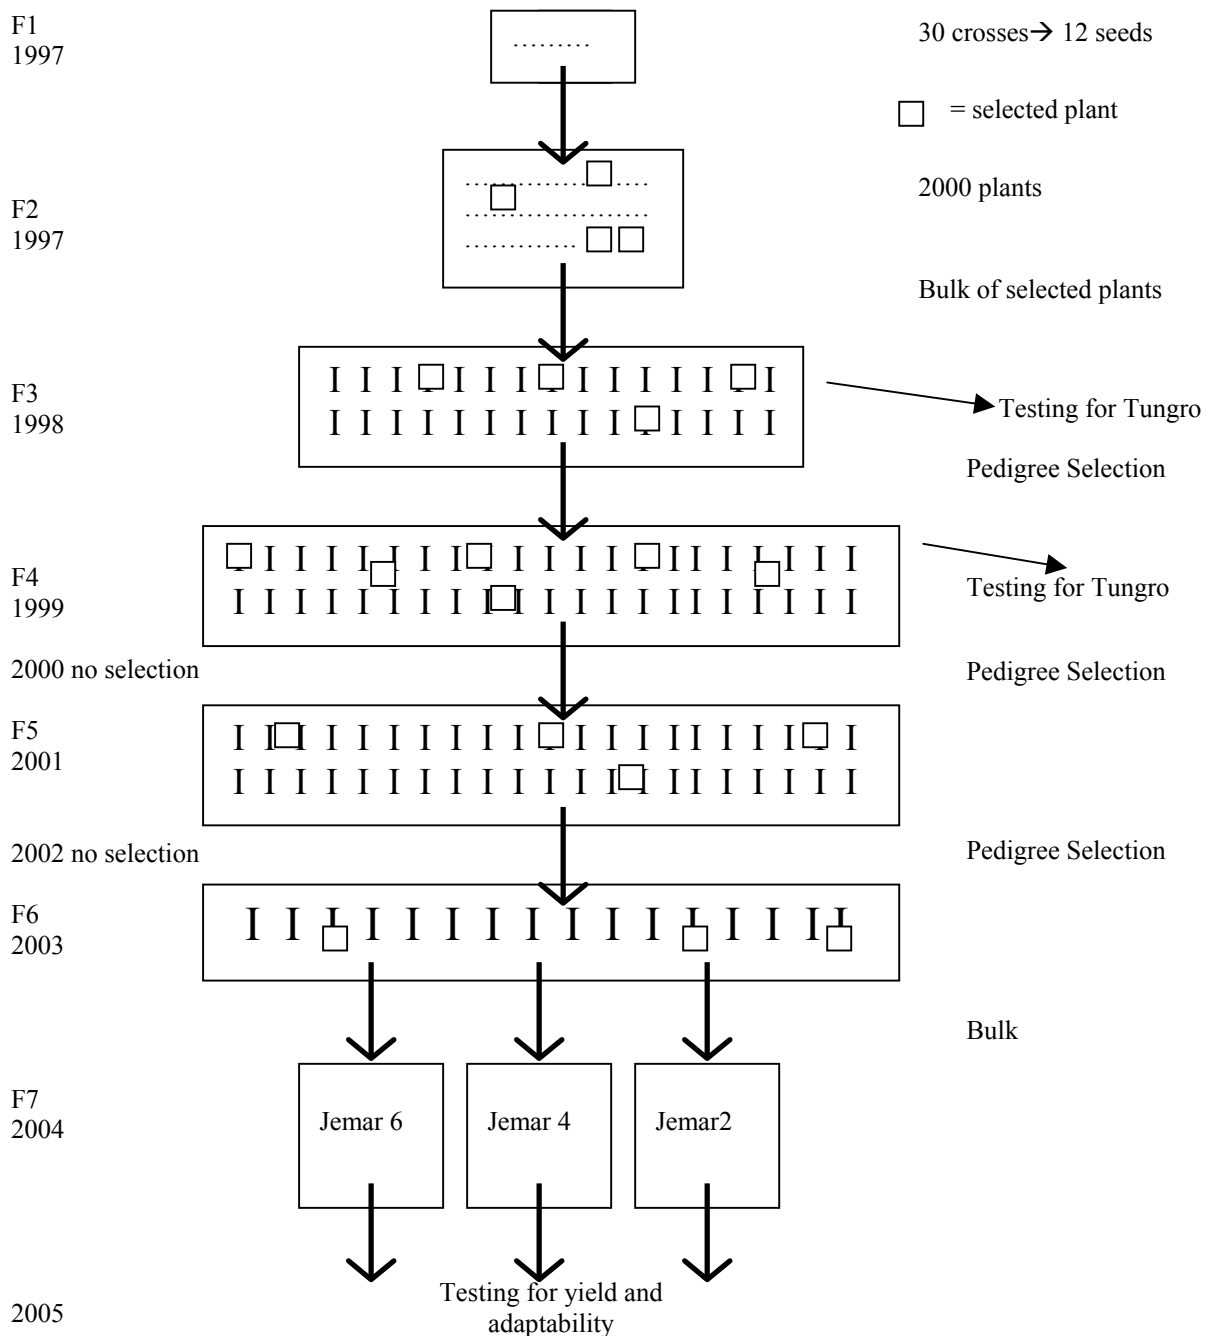 F1
1997
30 crosses→ 12 seeds
= selected plant
F2
1997
2000 plants
Bulk of selected plants
F3
1998
I I I I I I I I I I I I I I I
I I I I I I I I I I I I I I I
Testing for Tungro
Pedigree Selection
F4
1999
I I I I I I I I I I I I I I I I I I I I I
I I I I I I I I I I I I I I I I I I I I I
Testing for Tungro
2000 no selection
Pedigree Selection
F5
2001
I I I I I I I I I I I I I I I I I I I I I
I I I I I I I I I I I I I I I I I I I I I
2002 no selection
Pedigree Selection
F6
2003
I I I I I I I I I I I I I I I I
Bulk
F7
2004
Jemar 6
Jemar 4
Jemar2
2005
Testing for yield and
adaptability